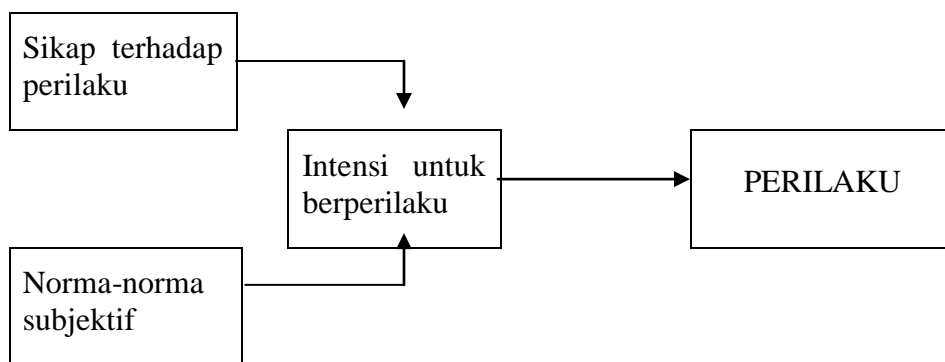 Sikap terhadap
perilaku
Intensi untuk
berperilaku
PERILAKU
Norma-norma
subjektif